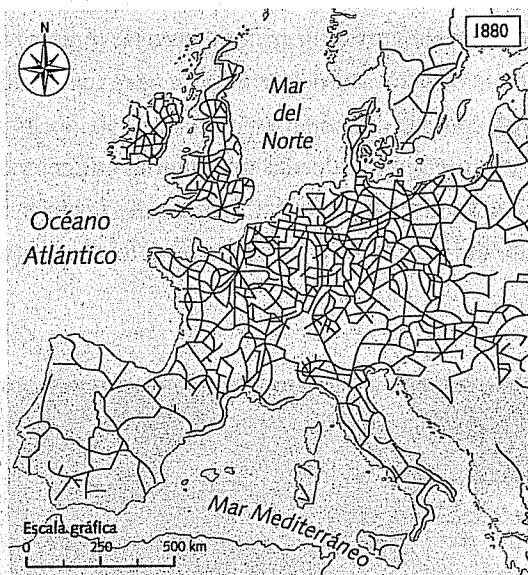 1880
N
Mar
del
Norte
Océano
Atlántico
Mar Mediterráneo
Escala gráfica
0 250 500 km